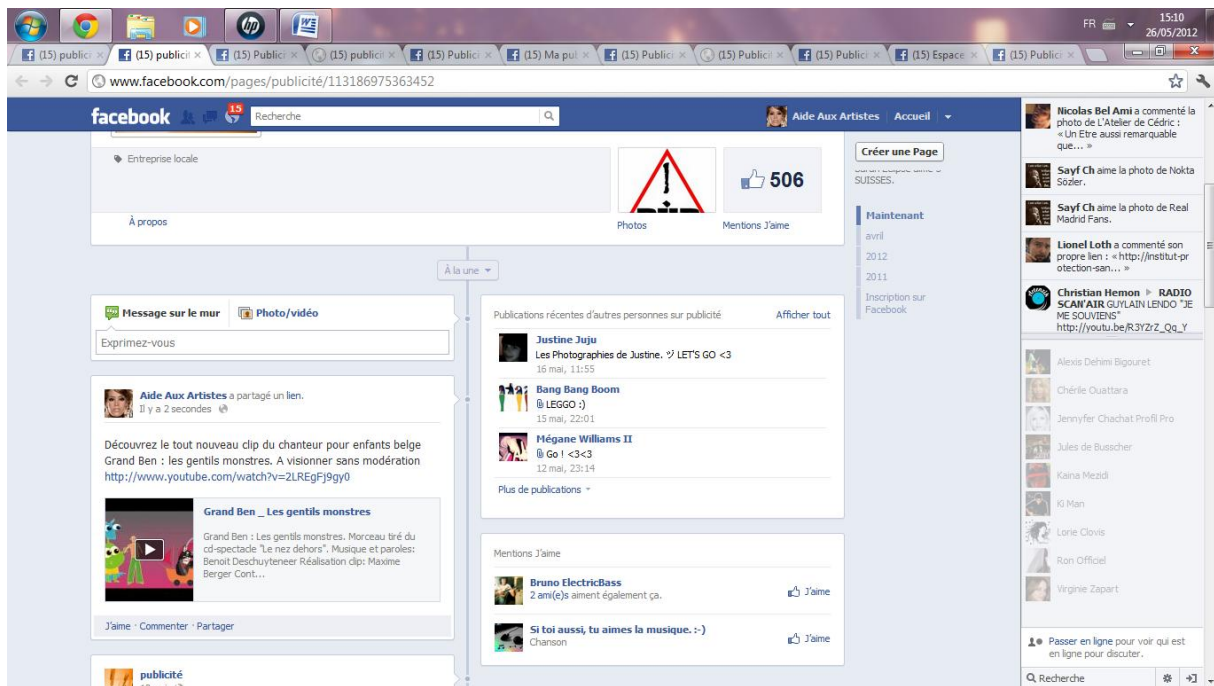 FR
15:10
26/05/2012
(15) public
(15) publicit
(15) Publici
(15) publicit
(15) Public
(15) Ma pul
(15) Publici
(15) Publicit
(15) Publici
(15) Espace
(15) Public
www.facebook.com/pages/publicité/113186975363452
facebook
15
Recherche
Aide Aux Artistes
Accueil
Entreprise locale
506
À propos
Photos
Mentions J'aime
Créer une Page
SUISSES.
Maintenant
avril
2012
2011
Inscription sur
Facebook
À la une
Message sur le mur
Photo/vidéo
Exprimez-vous
Aide Aux Artistes a partagé un lien.
Il y a 2 secondes
Découvrez le tout nouveau clip du chanteur pour enfants belge
Grand Ben : les gentils monstres. A visionner sans modération
http://www.youtube.com/watch?v=2LREgFj9gy0
Grand Ben _ Les gentils monstres
Grand Ben : Les gentils monstres. Morceau tiré du
cd-spectacle "Le nez dehors". Musique et paroles:
Benoit Deschuyteneer Réalisation clip: Maxime
Berger Cont...
J'aime · Commenter · Partager
publicité
Publications récentes d'autres personnes sur publicité
Afficher tout
Justine Juju
Les Photographies de Justine. ヅ LET'S GO <3
16 mai, 11:55
Bang Bang Boom
LEGGO :)
15 mai, 22:01
Mégane Williams II
Go ! <3<3
12 mai, 23:14
Plus de publications
Mentions J'aime
Bruno ElectricBass
2 ami(e)s aiment également ça.
J'aime
Si toi aussi, tu aimes la musique. :-)
Chanson
J'aime
Nicolas Bel Ami a commenté la
photo de L'Atelier de Cédric :
« Un Etre aussi remarquable
que... »
Sayf Ch aime la photo de Nokta
Sözler.
Sayf Ch aime la photo de Real
Madrid Fans.
Lionel Loth a commenté son
propre lien : « http://institut-pr
otection-san... »
Christian Hemon ▶ RADIO
SCAN'AIR GUYLAIN LENDO "JE
ME SOUVIENS"
http://youtu.be/R3YZrZ_Qq_Y
Alexis Dehimi Bigouret
Chérile Ouattara
Jennyfer Chachat Profil Pro
Jules de Busscher
Kaina Mezidi
Ki Man
Lorie Clovis
Ron Officiel
Virginie Zapart
Passer en ligne pour voir qui est
en ligne pour discuter.
Recherche